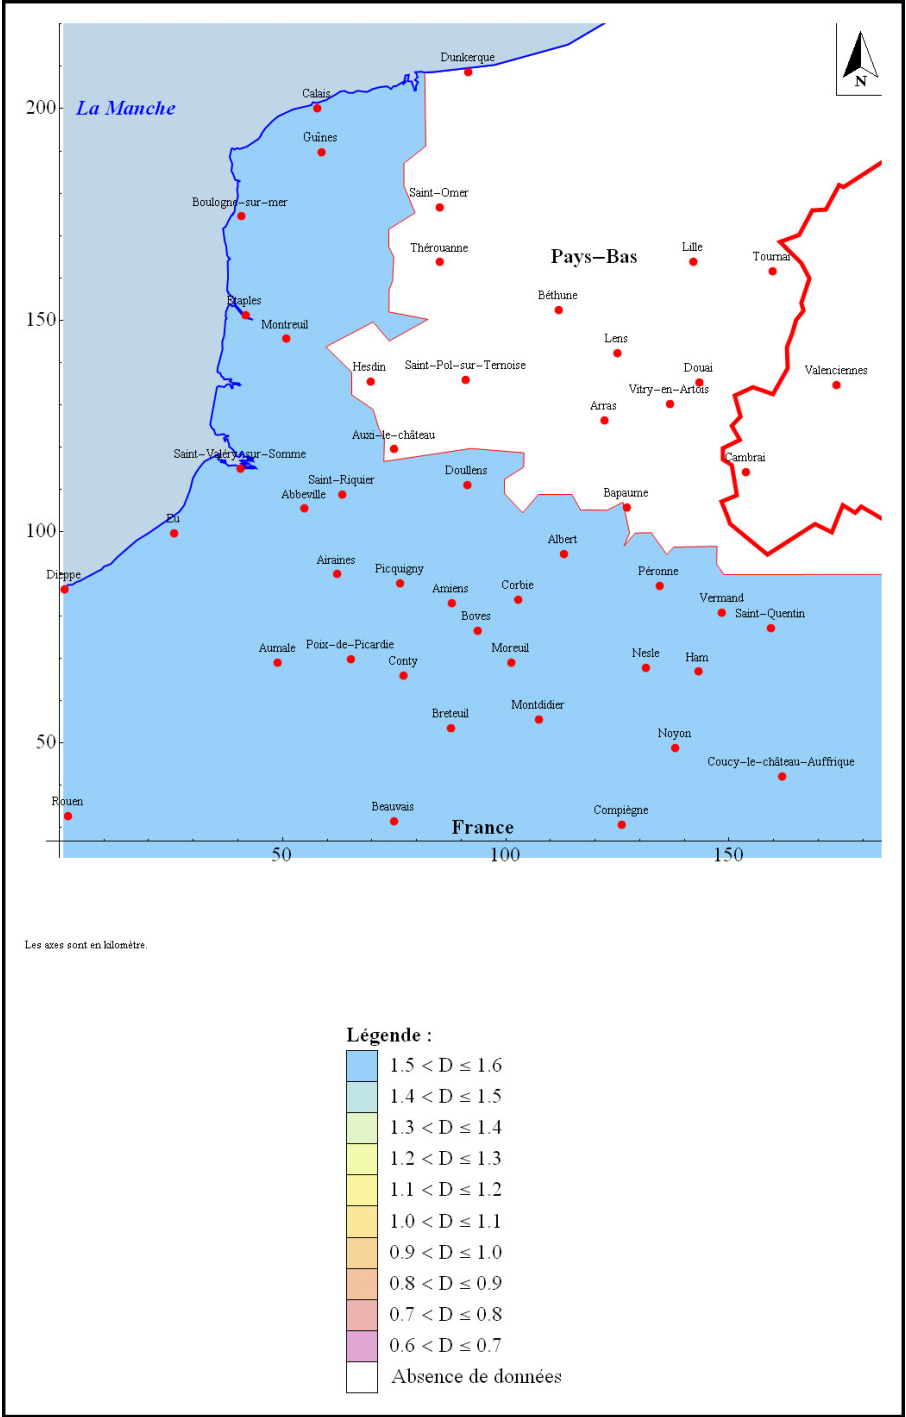 Dunkerque
Calais
200
La Manche
N
Guînes
Saint-Omer
Boulogne-sur-mer
Thérouanne
Pays-Bas
Lille
Tournai
Béthune
Etaples
150
Montreuil
Lens
Hesdin
Saint-Pol-sur-Ternoise
Douai
Valenciennes
Vitry-en-Artois
Arras
Auxi-le-château
Saint-Valéry-sur-Somme
Cambrai
Doullens
Saint-Riquier
Abbeville
Bapaume
Eu
100
Albert
Airaines
Picquigny
Péronne
Dieppe
Amiens
Corbie
Vermand
Saint-Quentin
Boves
Aumale
Poix-de-Picardie
Moreuil
Conty
Nesle
Ham
Breteuil
Montdidier
Noyon
50
Coucy-le-château-Auffrique
Rouen
Beauvais
Compiègne
France
50 100 150
Les axes sont en kilomètre.
Légende :
1.5 < D ≤ 1.6
1.4 < D ≤ 1.5
1.3 < D ≤ 1.4
1.2 < D ≤ 1.3
1.1 < D ≤ 1.2
1.0 < D ≤ 1.1
0.9 < D ≤ 1.0
0.8 < D ≤ 0.9
0.7 < D ≤ 0.8
0.6 < D ≤ 0.7
Absence de données